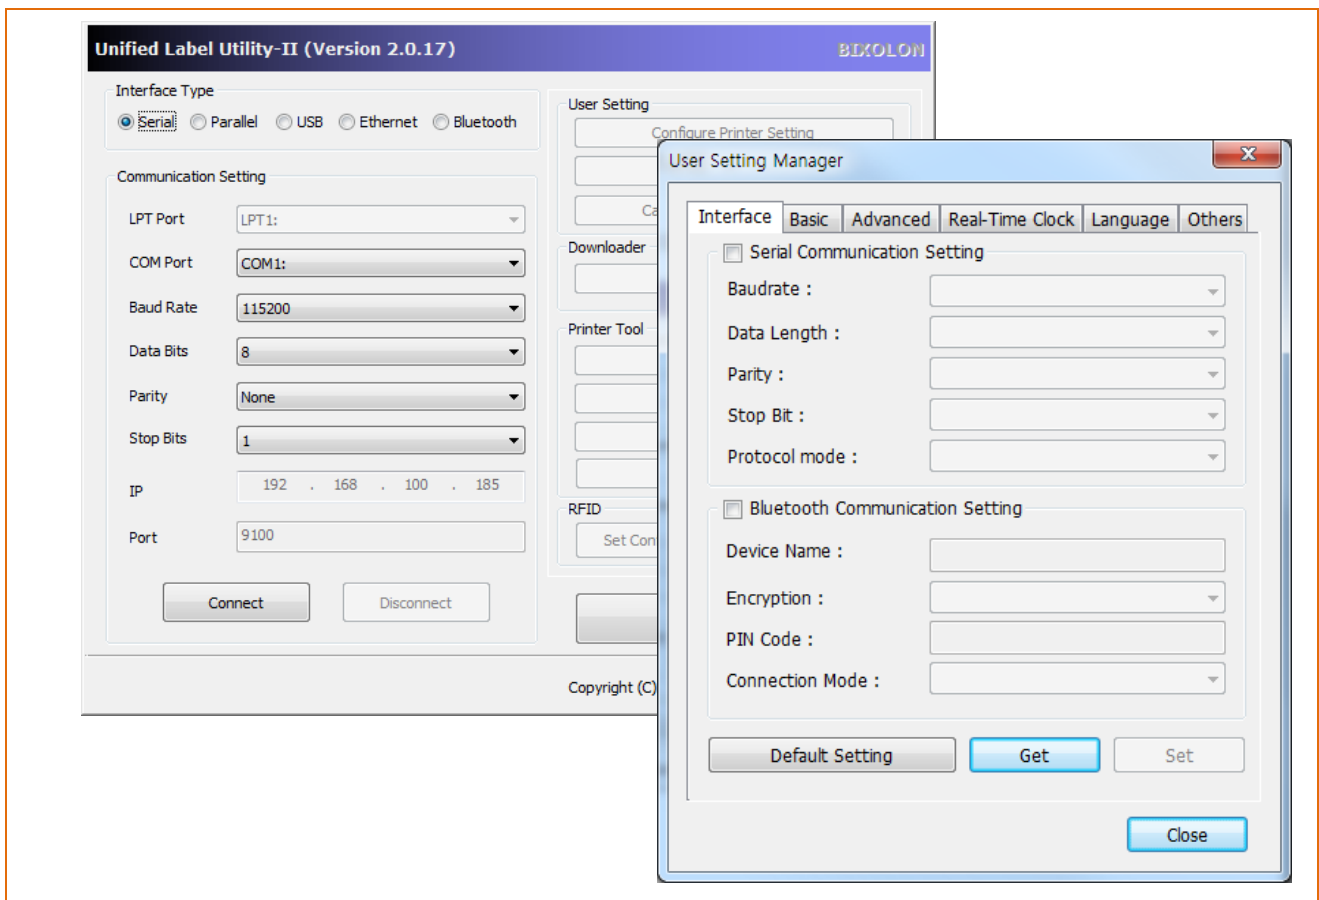 Unified Label Utility-II (Version 2.0.17)
BIXOLON
Interface Type
Serial
Parallel
USB
Ethernet
Bluetooth
Communication Setting
LPT Port
LPT1:
COM Port
COM1:
Baud Rate
115200
Data Bits
8
Parity
None
Stop Bits
1
IP
192 . 168 . 100 . 185
Port
9100
Connect
Disconnect
User Setting
Configure Printer Setting
Ca
Downloader
Printer Tool
RFID
Set Con
Copyright (C)
User Setting Manager
Interface
Basic
Advanced
Real-Time Clock
Language
Others
Serial Communication Setting
Baudrate :
Data Length :
Parity :
Stop Bit :
Protocol mode :
Bluetooth Communication Setting
Device Name :
Encryption :
PIN Code :
Connection Mode :
Default Setting
Get
Set
Close